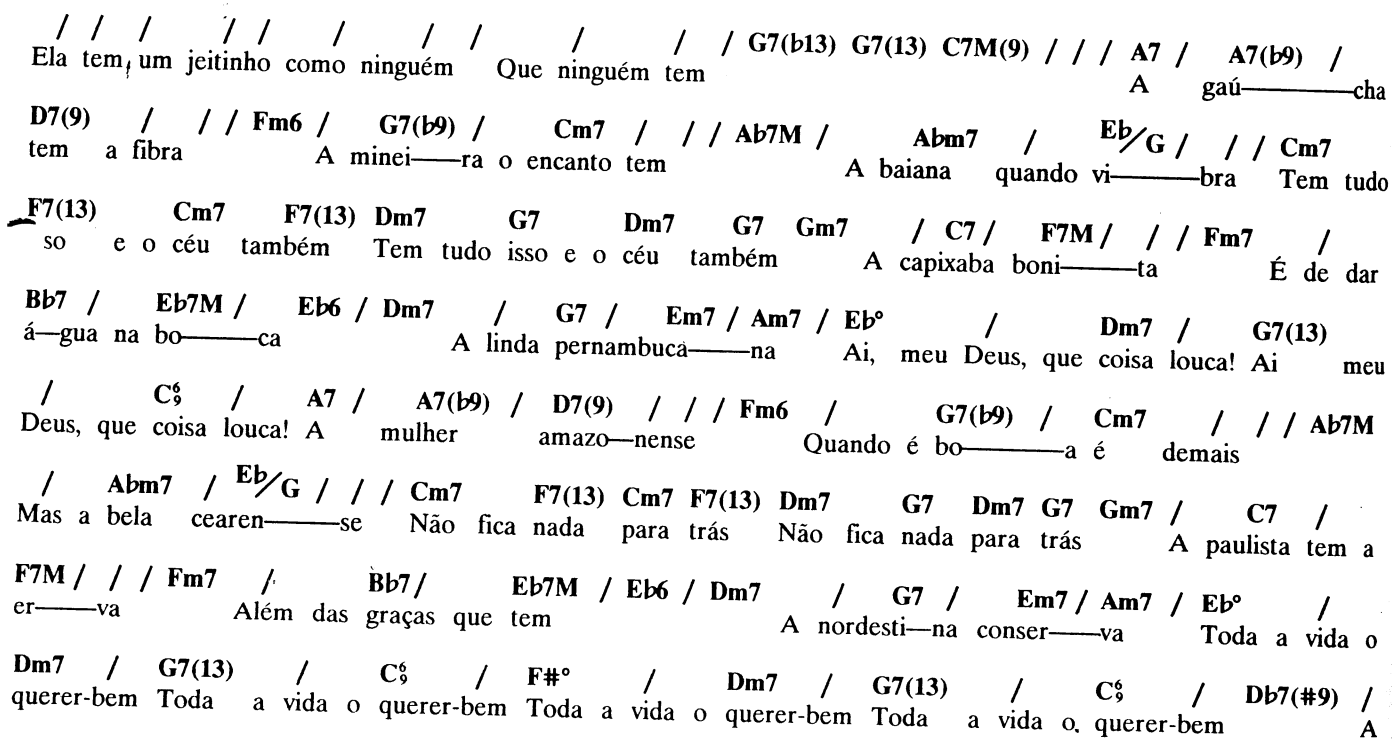 / / / / / / / / / / / G7(b13) G7(13) C7M(9) / / / A7 / A7(b9) /
Ela tem um jeitinho como ninguém Que ninguém tem A gaú———cha
D7(9) / / / Fm6 / G7(b9) / Cm7 / / / Ab7M / Abm7 / Eb/G / / / Cm7
tem a fibra A minei——ra o encanto tem A baiana quando vi———bra Tem tudo
F7(13) Cm7 F7(13) Dm7 G7 Dm7 G7 Gm7 / C7 / F7M / / / Fm7 /
so e o céu também Tem tudo isso e o céu também A capixaba boni——ta É de dar
Bb7 / Eb7M / Eb6 / Dm7 / G7 / Em7 / Am7 / Eb° / Dm7 / G7(13)
á—gua na bo——ca A linda pernambuca——na Ai, meu Deus, que coisa louca! Ai meu
/ C6/9 / A7 / A7(b9) / D7(9) / / / Fm6 / G7(b9) / Cm7 / / / Ab7M
Deus, que coisa louca! A mulher amazo—nense Quando é bo———a é demais
/ Abm7 / Eb/G / / / Cm7 F7(13) Cm7 F7(13) Dm7 G7 Dm7 G7 Gm7 / C7 /
Mas a bela cearen———se Não fica nada para trás Não fica nada para trás A paulista tem a
F7M / / / Fm7 / Bb7 / Eb7M / Eb6 / Dm7 / G7 / Em7 / Am7 / Eb° /
er——va Além das graças que tem A nordesti—na conser——va Toda a vida o
Dm7 / G7(13) / C6/9 / F#° / Dm7 / G7(13) / C6/9 / Db7(#9) /
querer-bem Toda a vida o querer-bem Toda a vida o querer-bem Toda a vida o querer-bem A